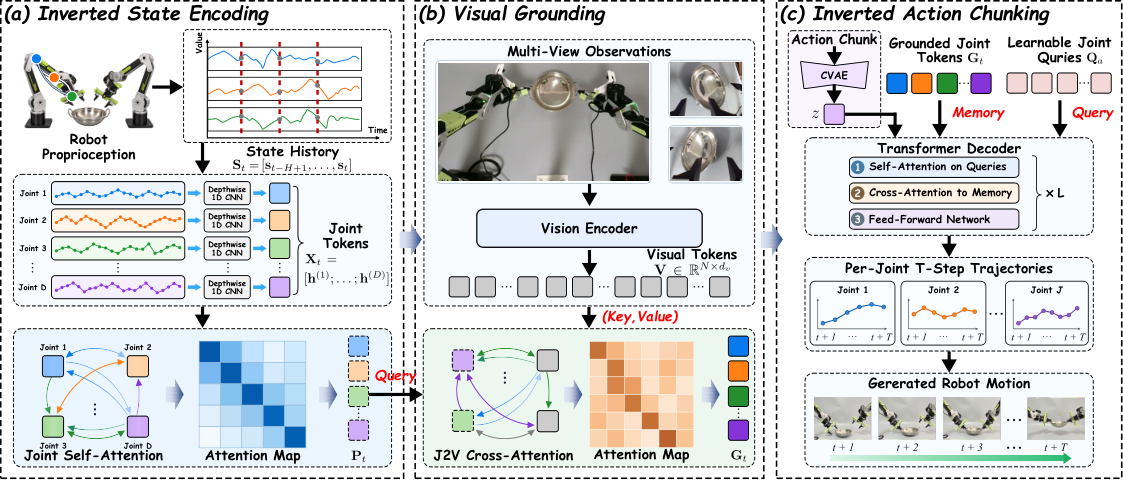 (a) Inverted State Encoding
Robot
Proprioception
Value
Time
State History
S_t = [s_{t−H+1}, . . . , s_t]
Joint 1
Depthwise
1D CNN
Joint 2
Depthwise
1D CNN
Joint 3
Depthwise
1D CNN
⋮
⋮
⋮
Joint D
Depthwise
1D CNN
Joint
Tokens
X_t =
[h^{(1)}; . . . ; h^{(D)}]
Joint 1
Joint 2
⋮
Joint 3
Joint D
Joint Self-Attention
Attention Map
P_t
Query
(b) Visual Grounding
Multi-View Observations
Vision Encoder
Visual Tokens
V ∈ ℝ^{N×d_v}
... ... ...
(Key,Value)
⋮
J2V Cross-Attention
Attention Map
G_t
(c) Inverted Action Chunking
Action Chunk
CVAE
z
Grounded Joint
Tokens G_t
...
Learnable Joint
Quries Q_a
...
Memory
Query
Transformer Decoder
1 Self-Attention on Queries
2 Cross-Attention to Memory
3 Feed-Forward Network
× L
Per-Joint T-Step Trajectories
Joint 1
t + 1 ... t + T
Joint 2
t + 1 ... t + T
...
Joint J
t + 1 ... t + T
Gererated Robot Motion
...
t + 1 t + 2 t + 3 ... t + T